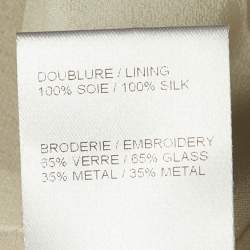 DOUBLURE / LINING
100% SOIE / 100% SILK
BRODERIE / EMBROIDERY
65% VERRE / 65% GLASS
35% METAL / 35% METAL